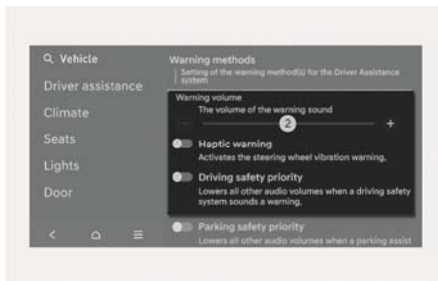 Vehicle
Driver assistance
Climate
Seats
Lights
Door
Warning methods
Setting of the warning method(s) for the Driver Assistance
system
Warning volume
The volume of the warning sound
2
Haptic warning
Activates the steering wheel vibration warning.
Driving safety priority
Lowers all other audio volumes when a driving safety
system sounds a warning.
Parking safety priority
Lowers all other audio volumes when a parking assist